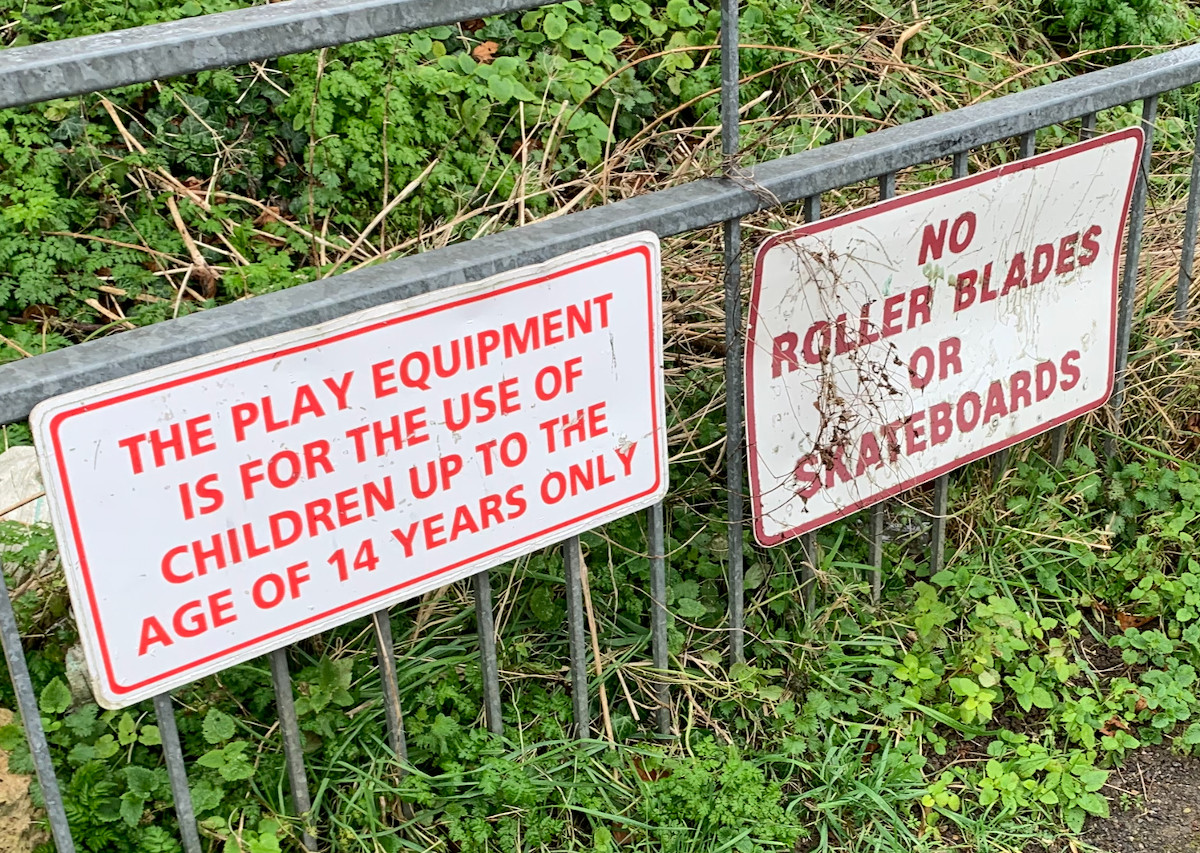 THE PLAY EQUIPMENT
IS FOR THE USE OF
CHILDREN UP TO THE
AGE OF 14 YEARS ONLY
NO
ROLLER BLADES
OR
SKATEBOARDS